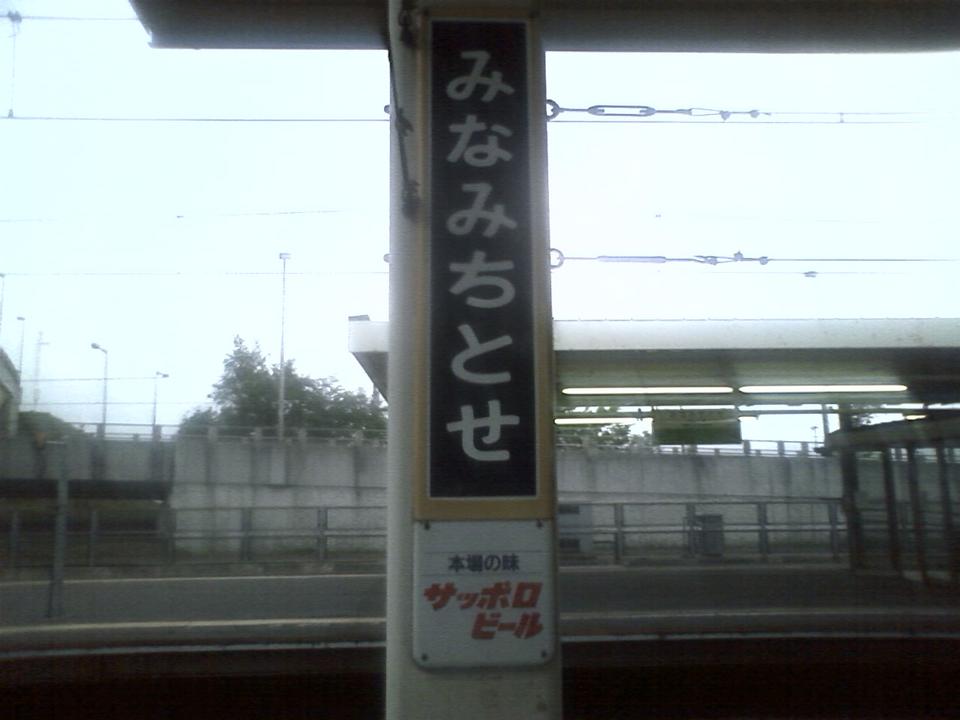 みなみちとせ
本場の味
サッポロ
ビール